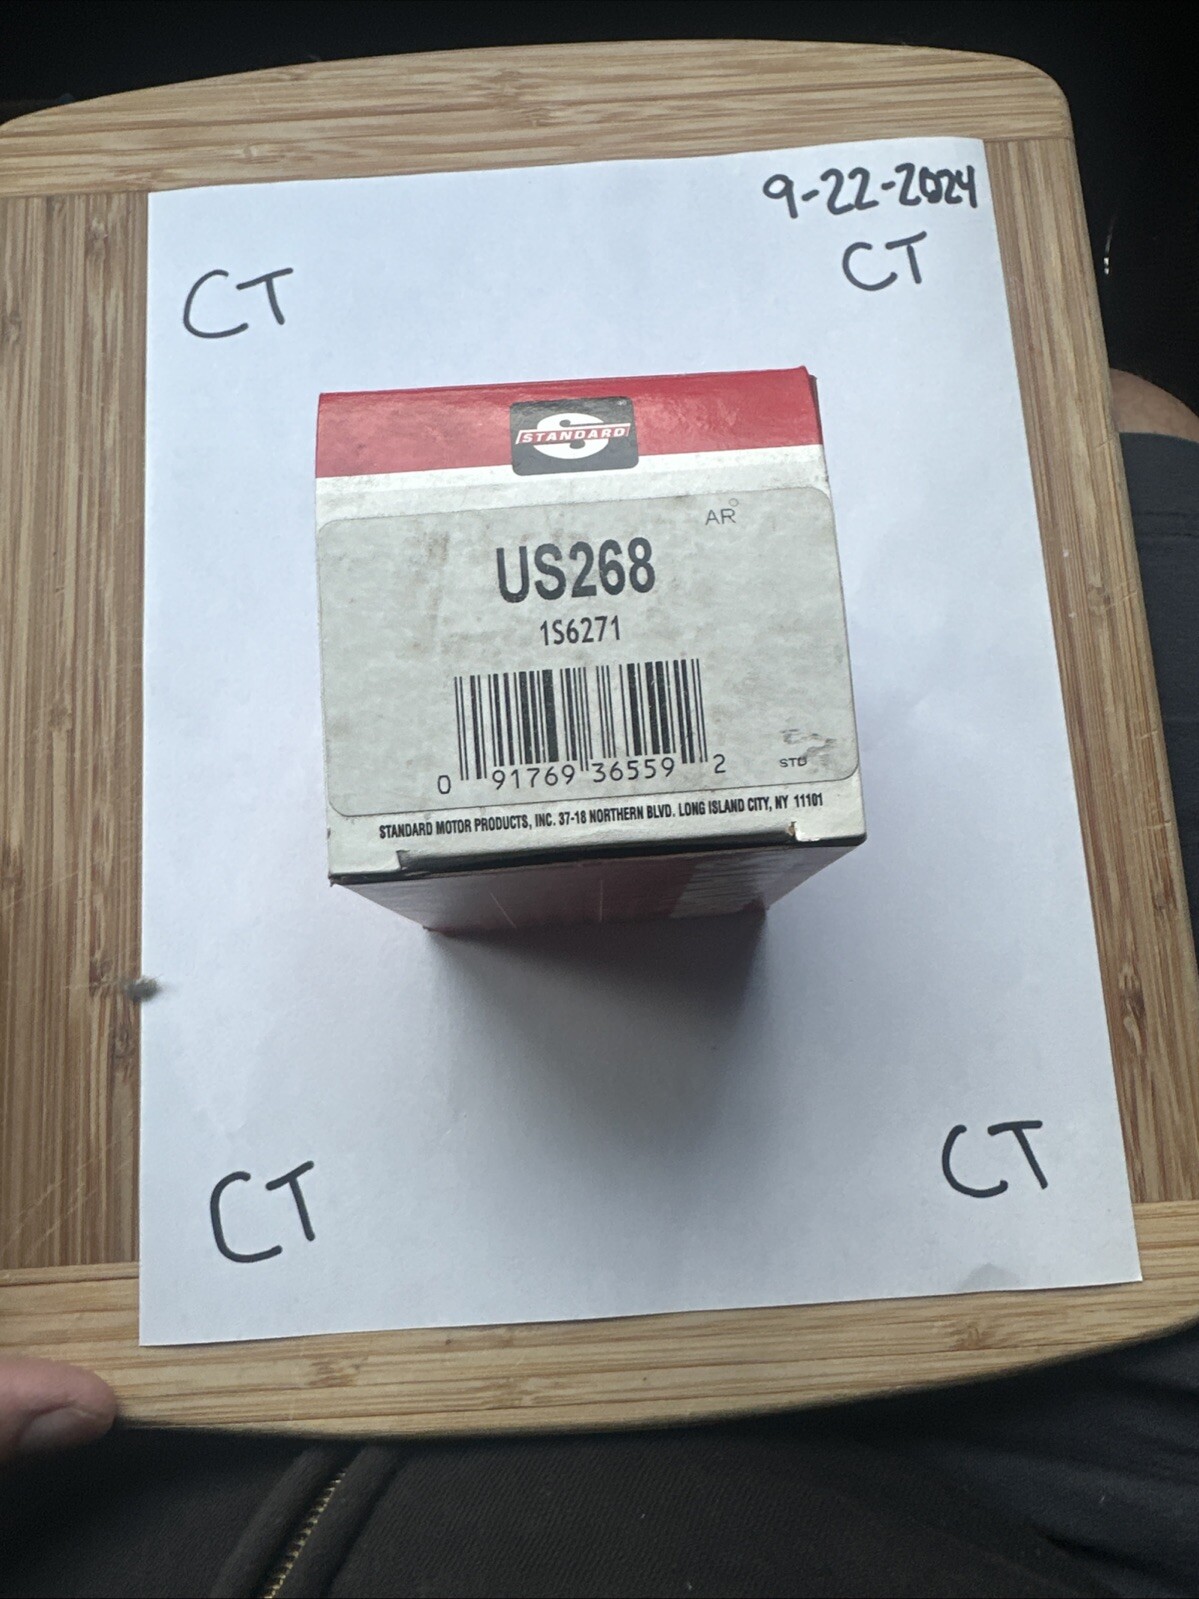 9-22-2024
CT
CT
S
STANDARD
AR
US268
1S6271
0 91769 36559 2
STD
STANDARD MOTOR PRODUCTS, INC. 37-18 NORTHERN BLVD. LONG ISLAND CITY, NY 11101
CT
CT